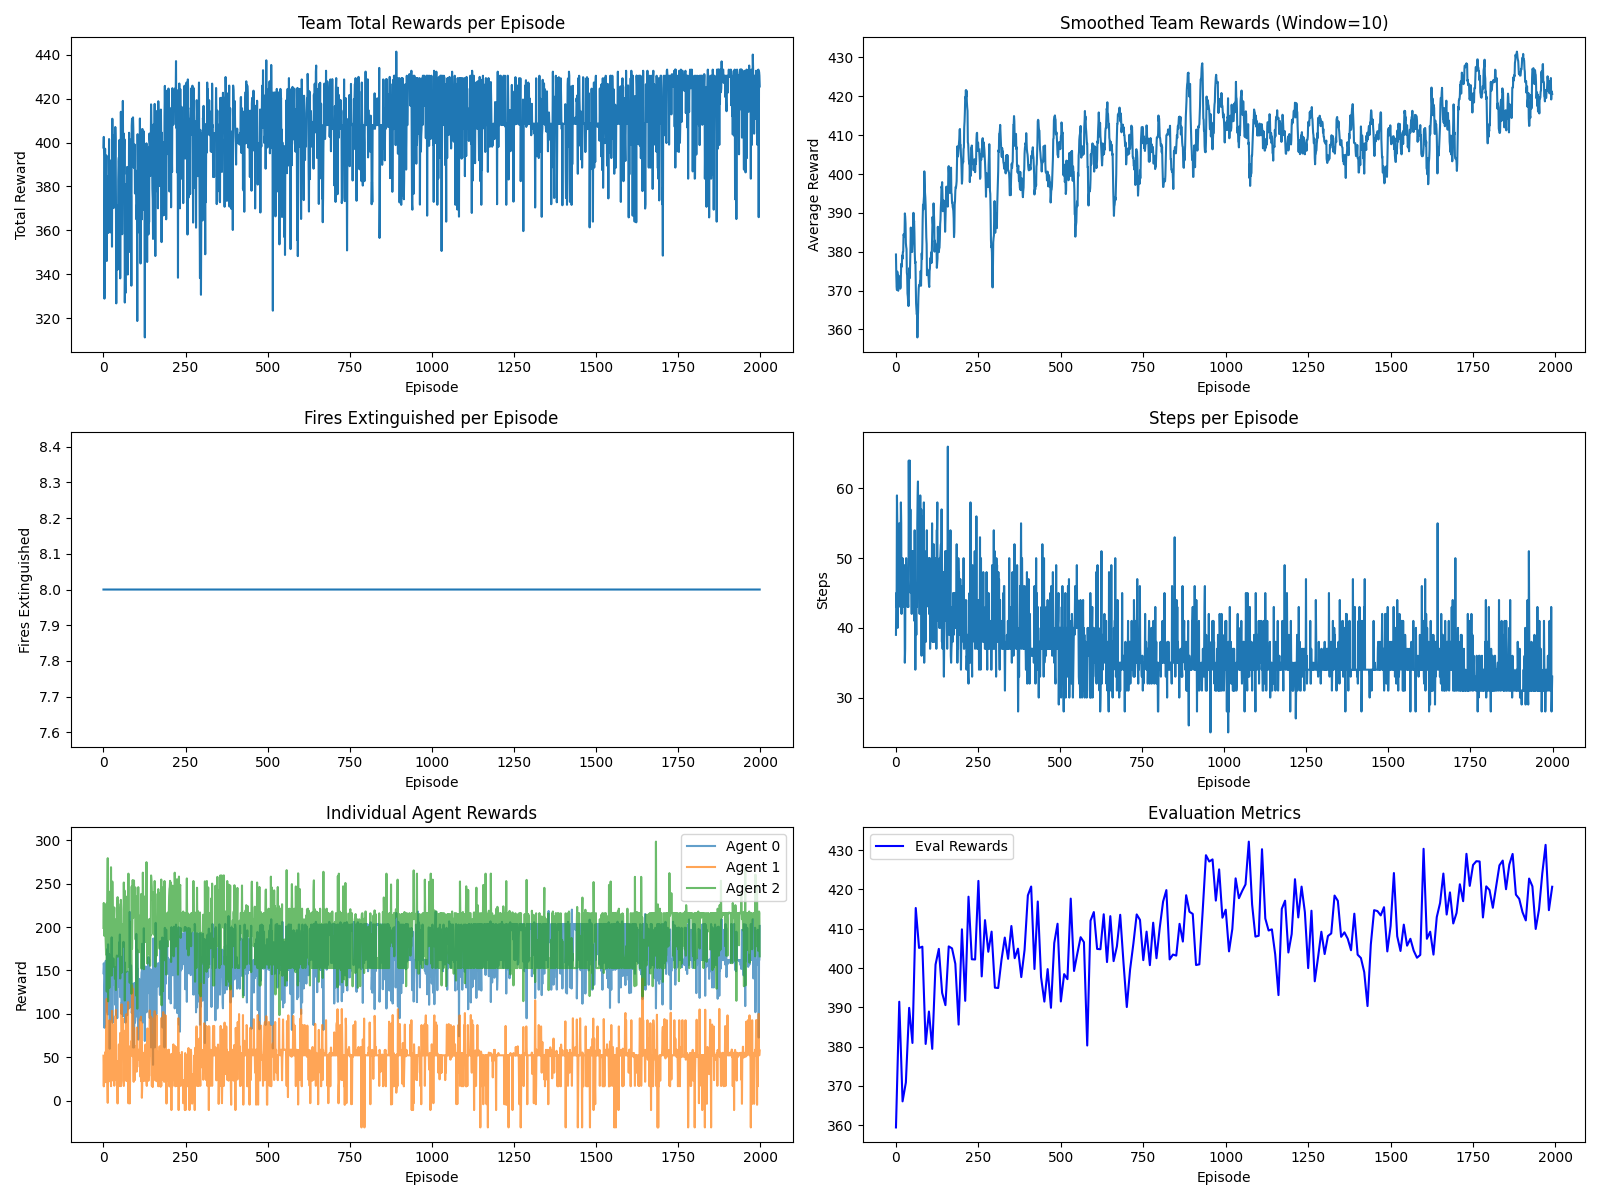 Team Total Rewards per Episode
Total Reward
440
420
400
380
360
340
320
0 250 500 750 1000 1250 1500 1750 2000
Episode
Smoothed Team Rewards (Window=10)
Average Reward
430
420
410
400
390
380
370
360
0 250 500 750 1000 1250 1500 1750 2000
Episode
Fires Extinguished per Episode
Fires Extinguished
8.4
8.3
8.2
8.1
8.0
7.9
7.8
7.7
7.6
0 250 500 750 1000 1250 1500 1750 2000
Episode
Steps per Episode
Steps
60
50
40
30
0 250 500 750 1000 1250 1500 1750 2000
Episode
Individual Agent Rewards
Reward
300
250
200
150
100
50
0
Agent 0
Agent 1
Agent 2
0 250 500 750 1000 1250 1500 1750 2000
Episode
Evaluation Metrics
Eval Rewards
430
420
410
400
390
380
370
360
0 250 500 750 1000 1250 1500 1750 2000
Episode